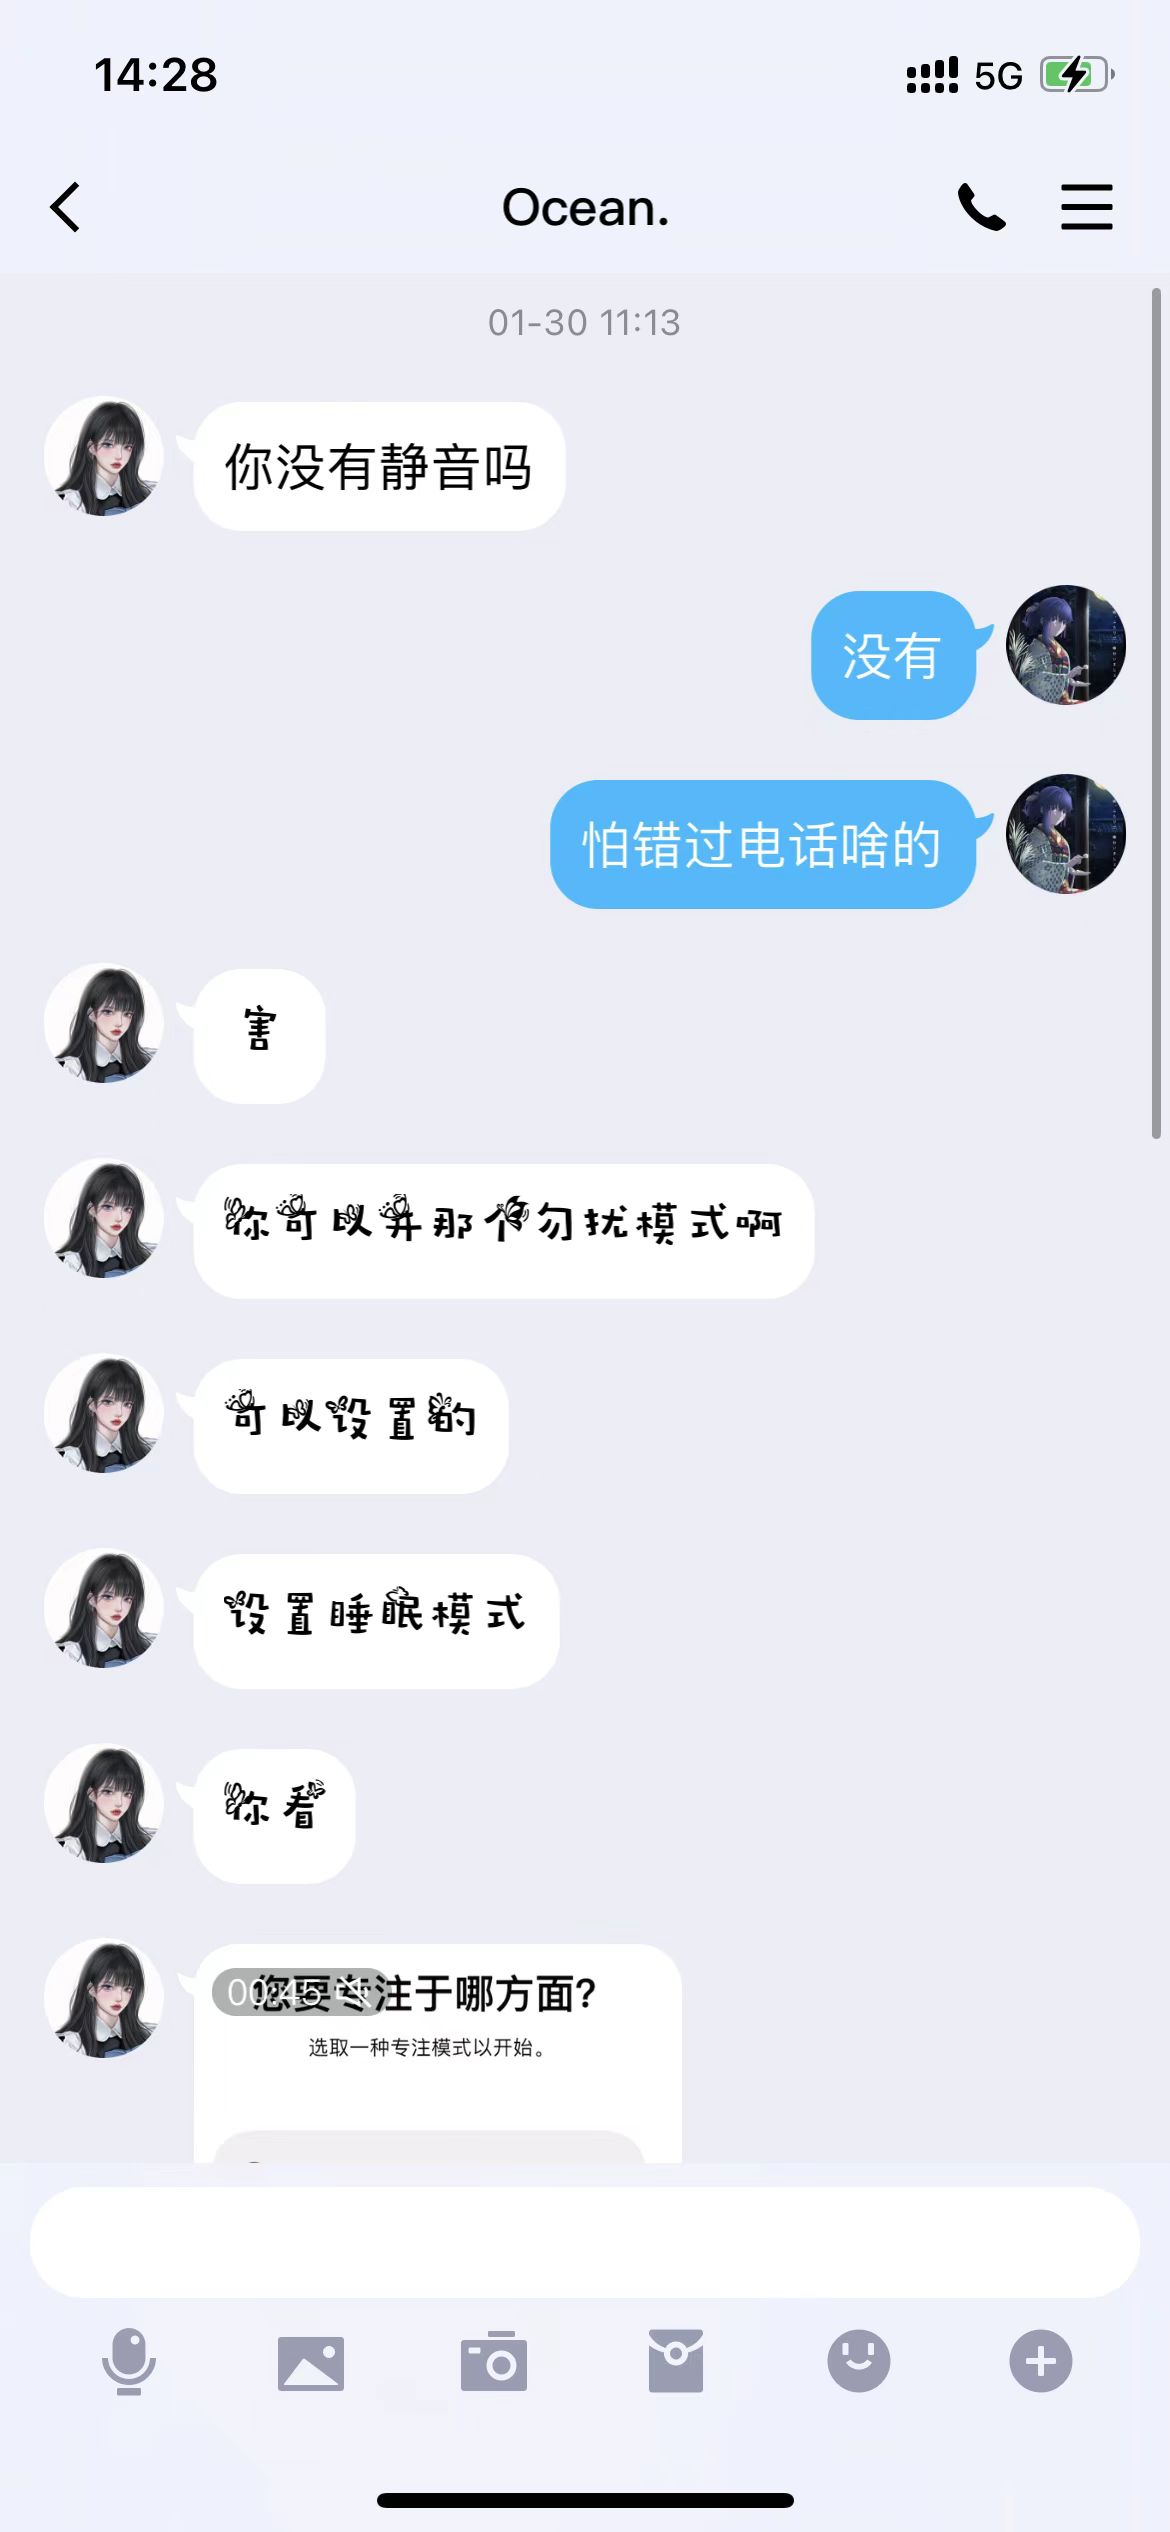 14:28
5G
Ocean.
01-30 11:13
你没有静音吗
没有
怕错过电话啥的
害
你可以开那个勿扰模式啊
可以设置的
设置睡眠模式
你看
00:45
您要专注于哪方面?
选取一种专注模式以开始。